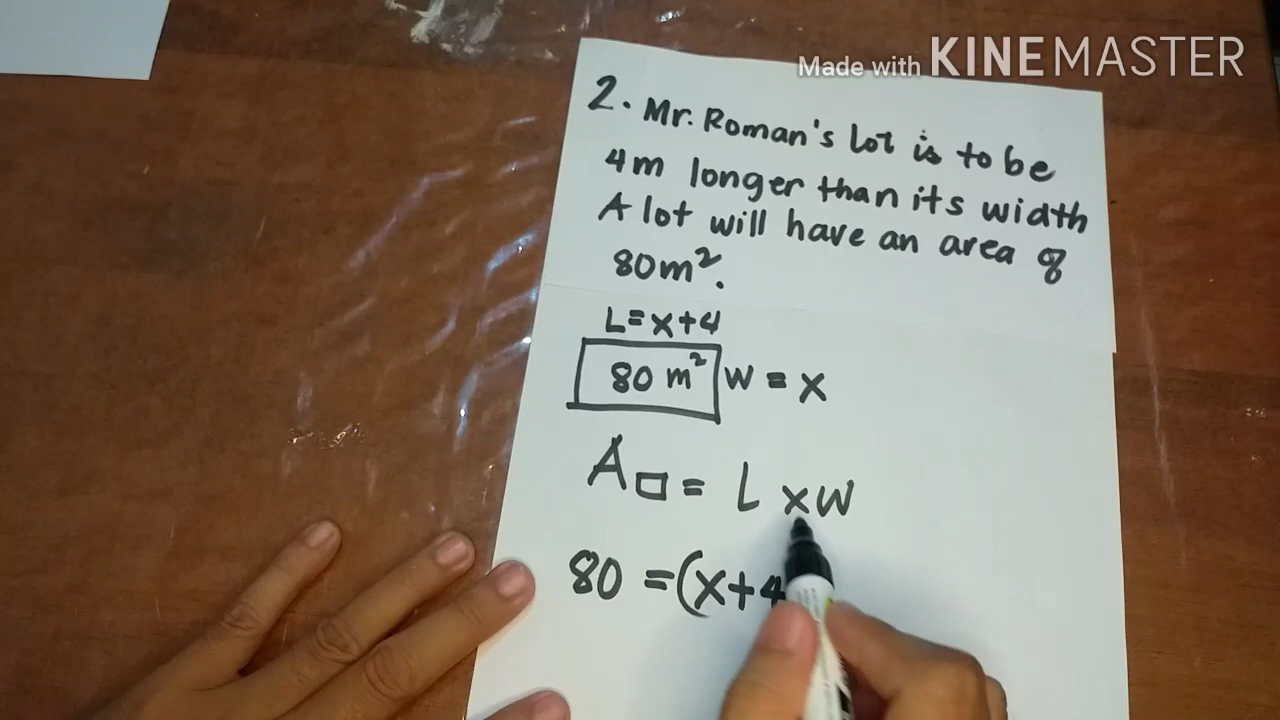 Made with KINEMASTER
2. Mr. Roman's lot is to be
4m longer than its width
A lot will have an area of
80m².
L=x+4
80 m² W = x
A▭ = L x W
80 = (x+4